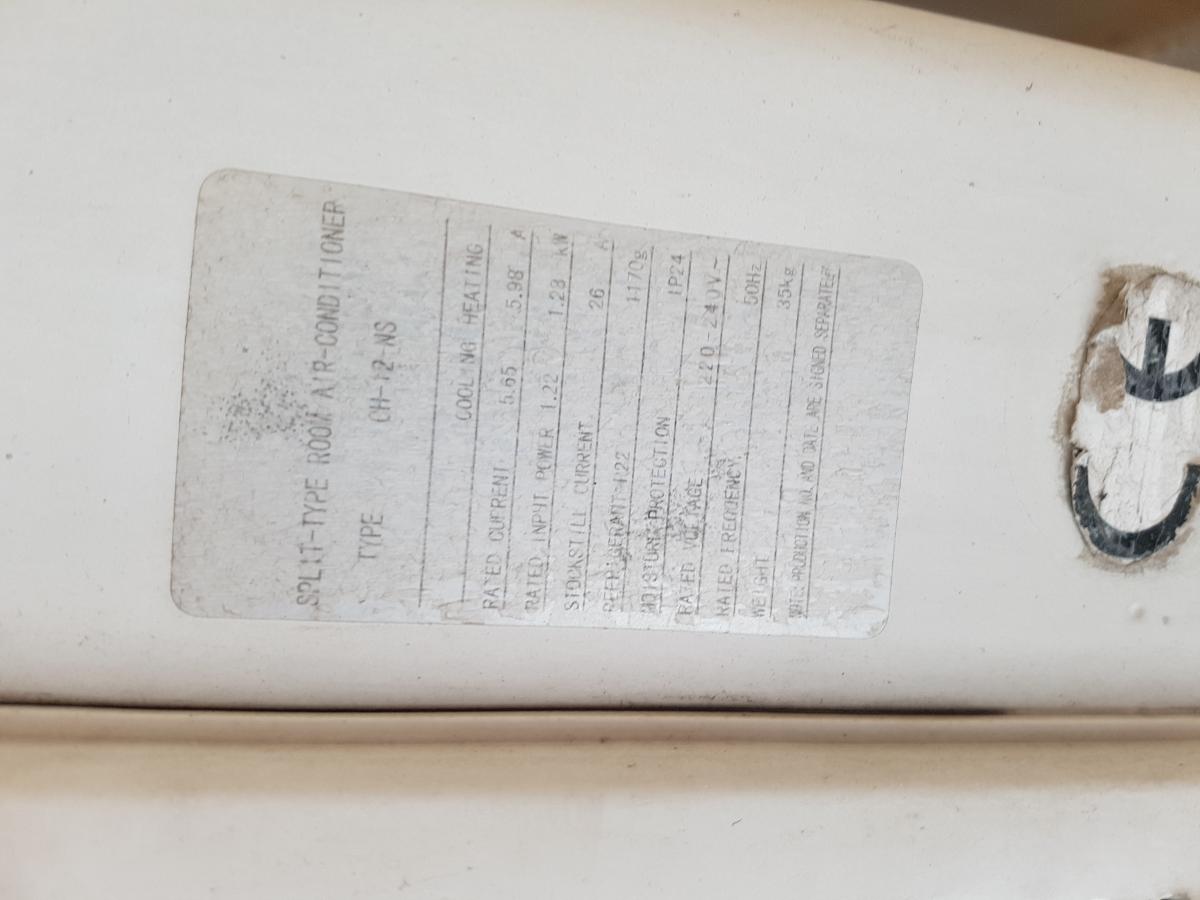 SPLIT-TYPE ROOM AIR-CONDITIONER
TYPE CH-12-NS
COOLING HEATING
RATED CURRENT 5.65 5.98 A
RATED INPUT POWER 1.22 1.28 kW
STOCKSTILL CURRENT 26 A
REFRIGERANT 1170g
MOISTURE PROTECTION IP24
RATED VOLTAGE 220-240V~
RATED FREQUENCY 50Hz
WEIGHT 35kg
NOTE: PRODUCTION NO. AND DATE ARE SIGNED SEPARATELY
CE